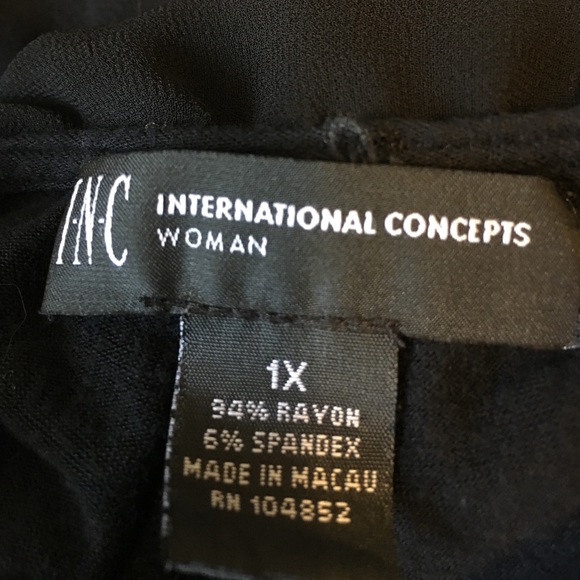 I·N·C
INTERNATIONAL CONCEPTS
WOMAN
1X
94% RAYON
6% SPANDEX
MADE IN MACAU
RN 104852